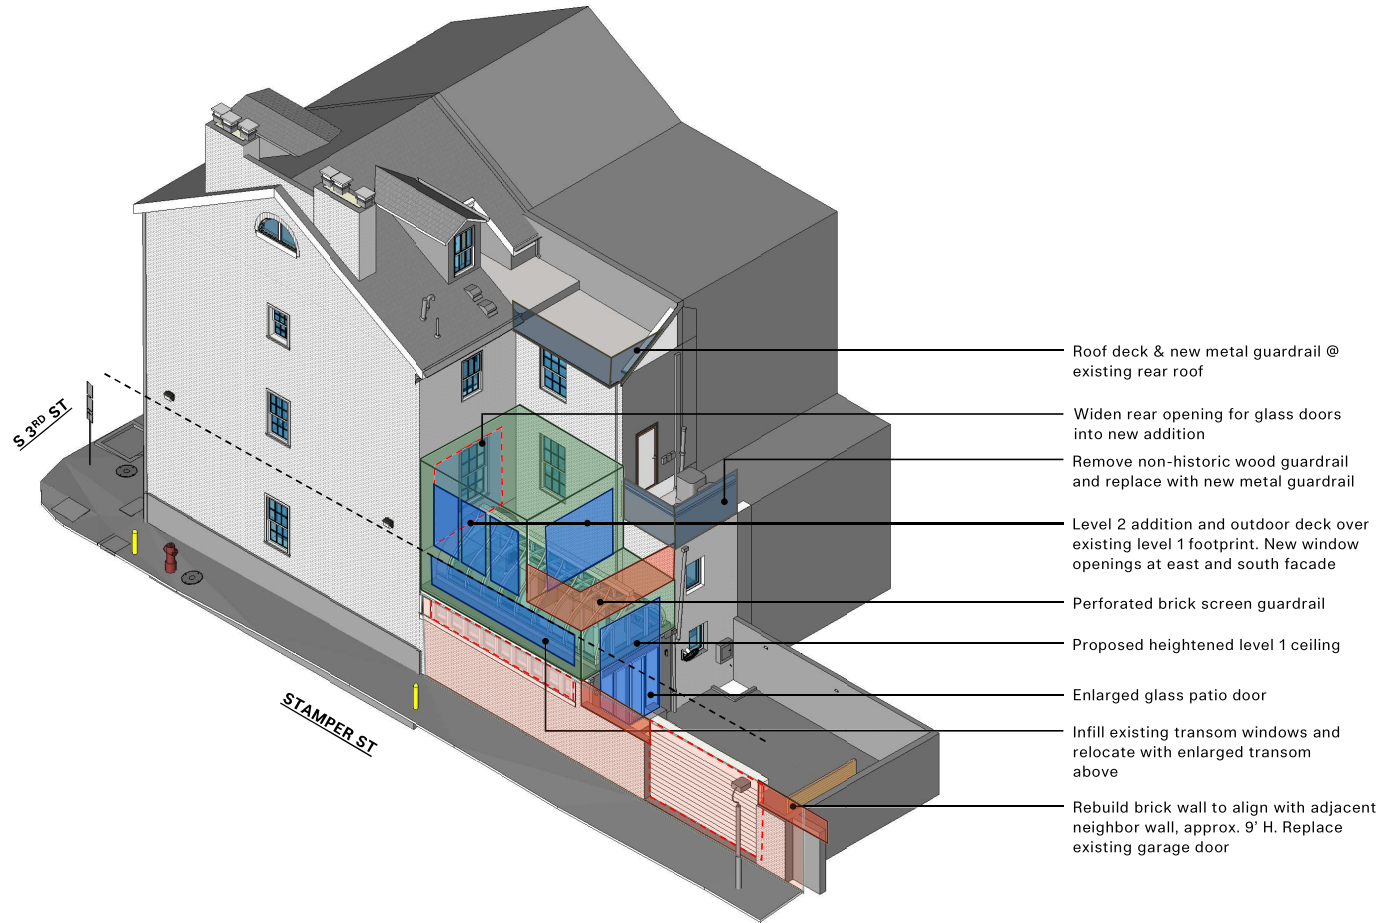 Roof deck & new metal guardrail @
existing rear roof
Widen rear opening for glass doors
into new addition
Remove non-historic wood guardrail
and replace with new metal guardrail
Level 2 addition and outdoor deck over
existing level 1 footprint. New window
openings at east and south facade
Perforated brick screen guardrail
Proposed heightened level 1 ceiling
Enlarged glass patio door
Infill existing transom windows and
relocate with enlarged transom
above
Rebuild brick wall to align with adjacent
neighbor wall, approx. 9’ H. Replace
existing garage door
S 3RD ST
STAMPER ST